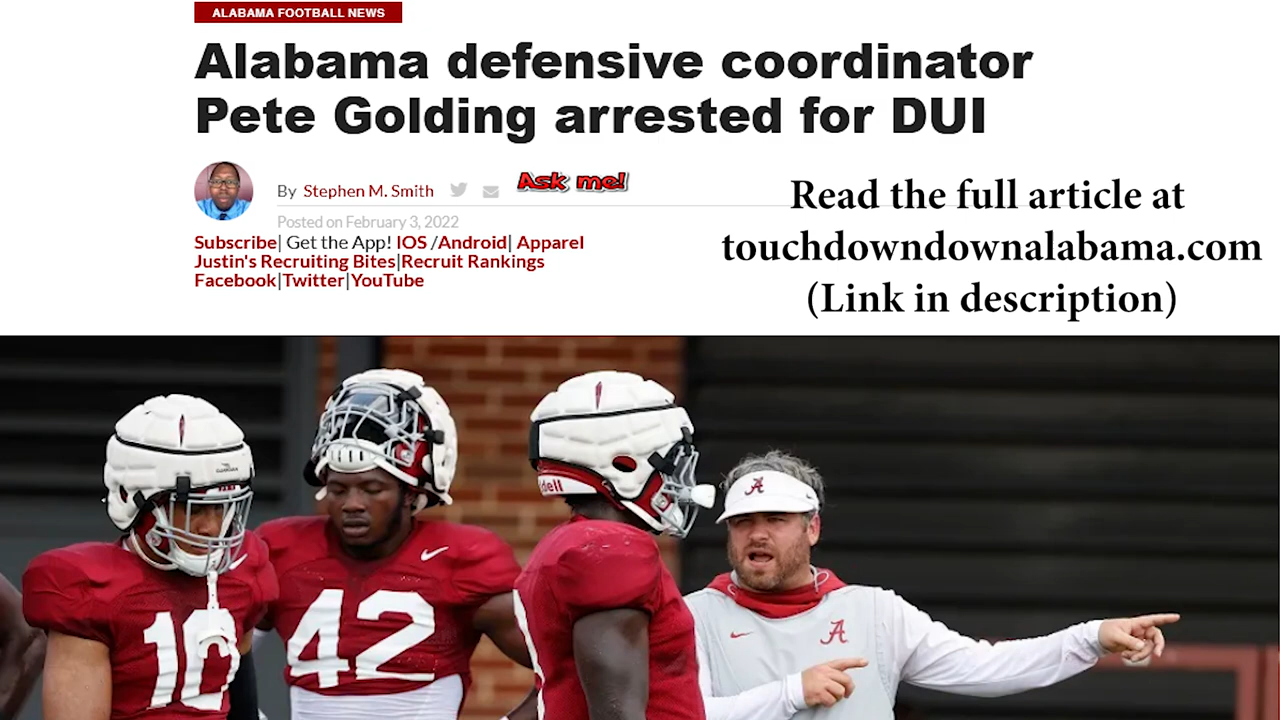 ALABAMA FOOTBALL NEWS
Alabama defensive coordinator
Pete Golding arrested for DUI
By Stephen M. Smith
Ask me!
Posted on February 3, 2022
Subscribe| Get the App! IOS /Android| Apparel
Justin's Recruiting Bites|Recruit Rankings
Facebook|Twitter|YouTube
Read the full article at
touchdowndownalabama.com
(Link in description)
10
42
A
dell
A